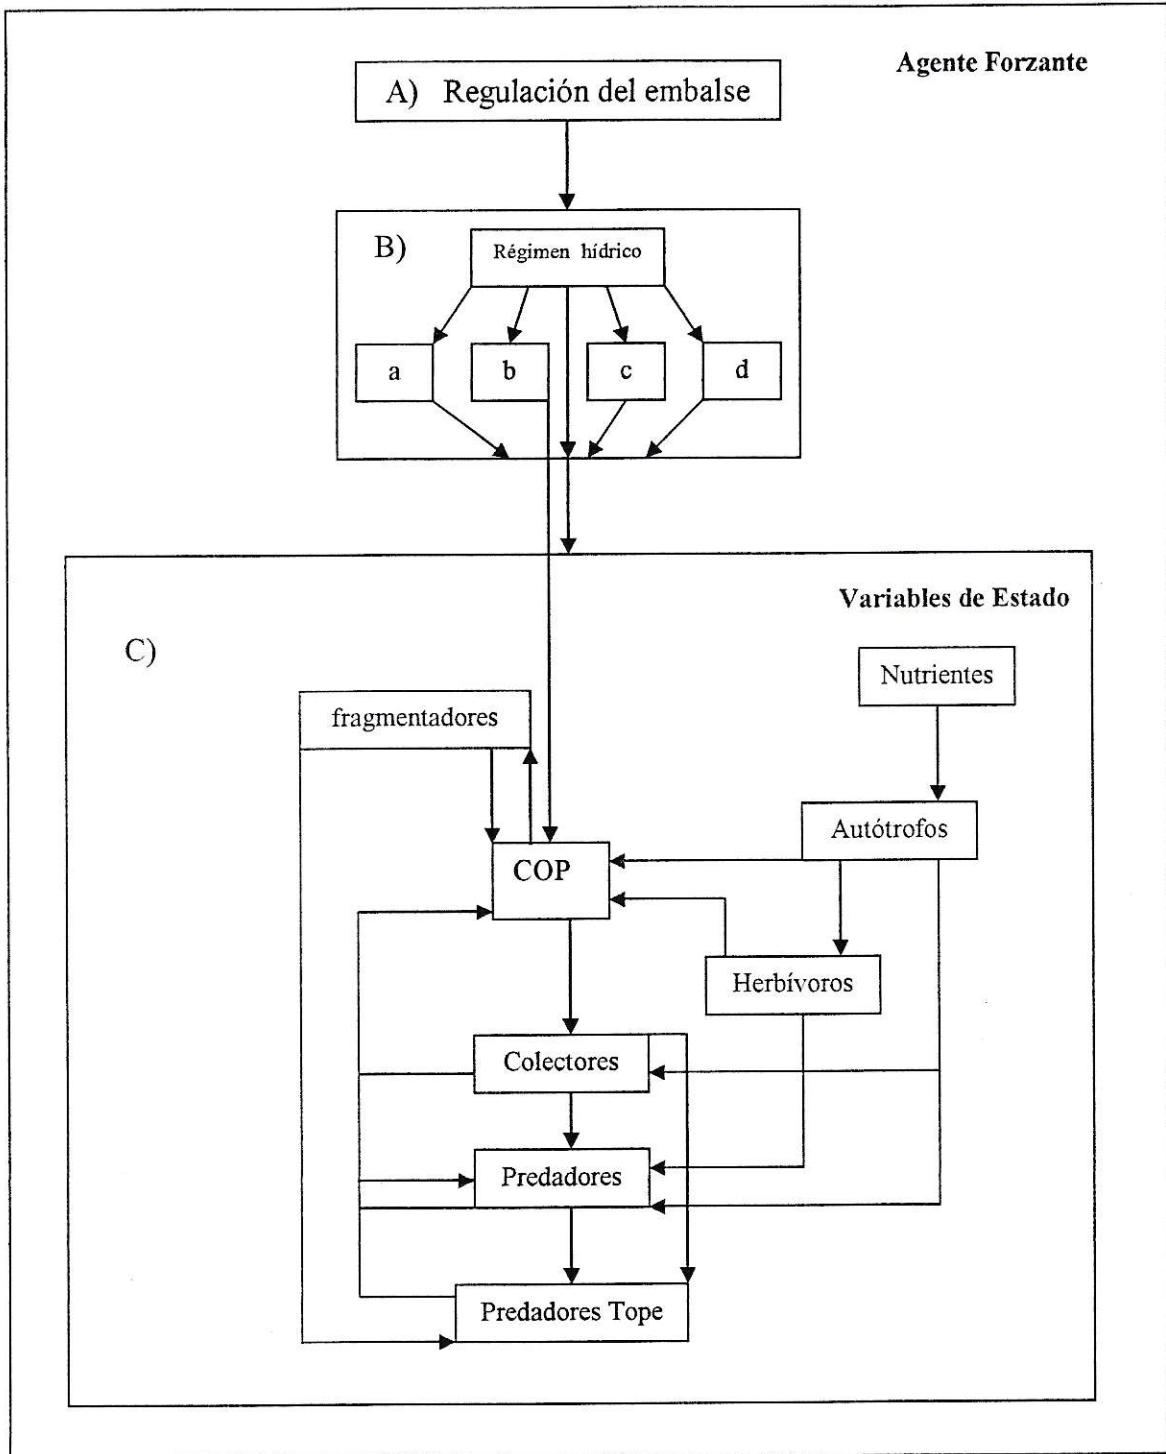 Agente Forzante
A) Regulación del embalse
B)
Régimen hídrico
a
b
c
d
Variables de Estado
C)
Nutrientes
fragmentadores
Autótrofos
COP
Herbívoros
Colectores
Predadores
Predadores Tope